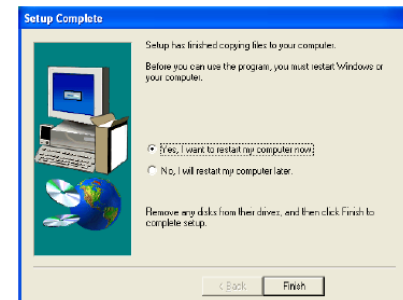 Setup Complete
Setup has finished copying files to your computer.
Before you can use the program, you must restart Windows or
your computer.
Yes, I want to restart my computer now.
No, I will restart my computer later.
Remove any disks from their drives, and then click Finish to
complete setup.
< Back
Finish